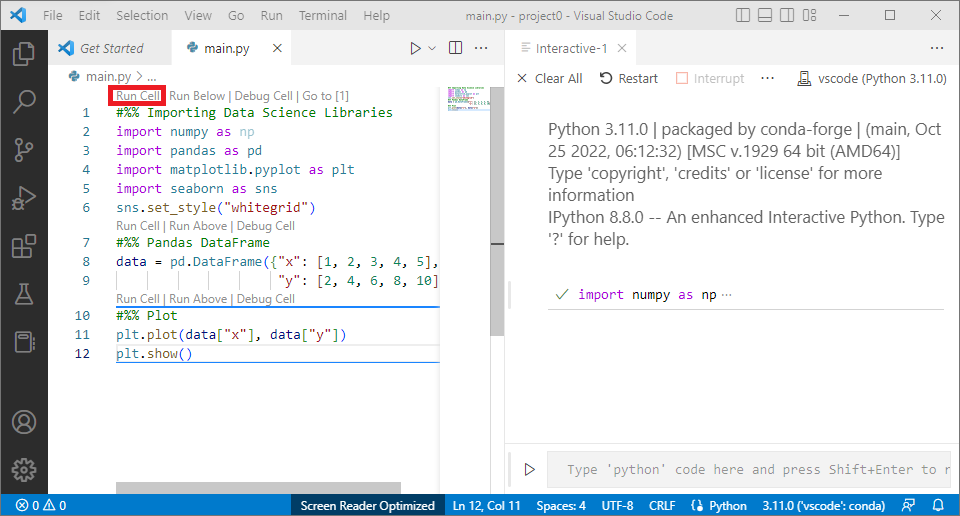 File Edit Selection View Go Run Terminal Help main.py - project0 - Visual Studio Code
Get Started main.py
main.py > ...
Run Cell | Run Below | Debug Cell | Go to [1]
1 #%% Importing Data Science Libraries
2 import numpy as np
3 import pandas as pd
4 import matplotlib.pyplot as plt
5 import seaborn as sns
6 sns.set_style("whitegrid")
Run Cell | Run Above | Debug Cell
7 #%% Pandas DataFrame
8 data = pd.DataFrame({"x": [1, 2, 3, 4, 5],
9 "y": [2, 4, 6, 8, 10]
Run Cell | Run Above | Debug Cell
10 #%% Plot
11 plt.plot(data["x"], data["y"])
12 plt.show()
Interactive-1
Clear All Restart Interrupt ... vscode (Python 3.11.0)
Python 3.11.0 | packaged by conda-forge | (main, Oct
25 2022, 06:12:32) [MSC v.1929 64 bit (AMD64)]
Type 'copyright', 'credits' or 'license' for more
information
IPython 8.8.0 -- An enhanced Interactive Python. Type
'?' for help.
import numpy as np ...
Type 'python' code here and press Shift+Enter to r
0 0 Screen Reader Optimized Ln 12, Col 11 Spaces: 4 UTF-8 CRLF Python 3.11.0 ('vscode': conda)